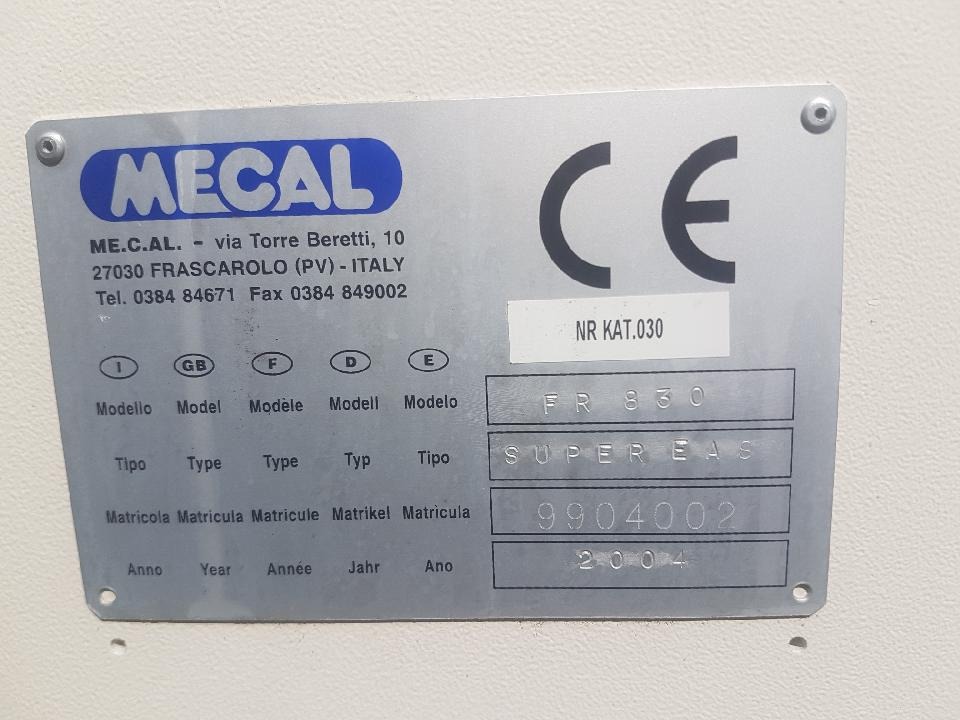 MECAL
CE
ME.C.AL. - via Torre Beretti, 10
27030 FRASCAROLO (PV) - ITALY
Tel. 0384 84671 Fax 0384 849002
NR KAT.030
I GB F D E
Modello Model Modèle Modell Modelo FR 830
Tipo Type Type Typ Tipo SUPER EAS
Matricola Matricula Matricule Matrikel Matrìcula 9904002
Anno Year Année Jahr Ano 2004